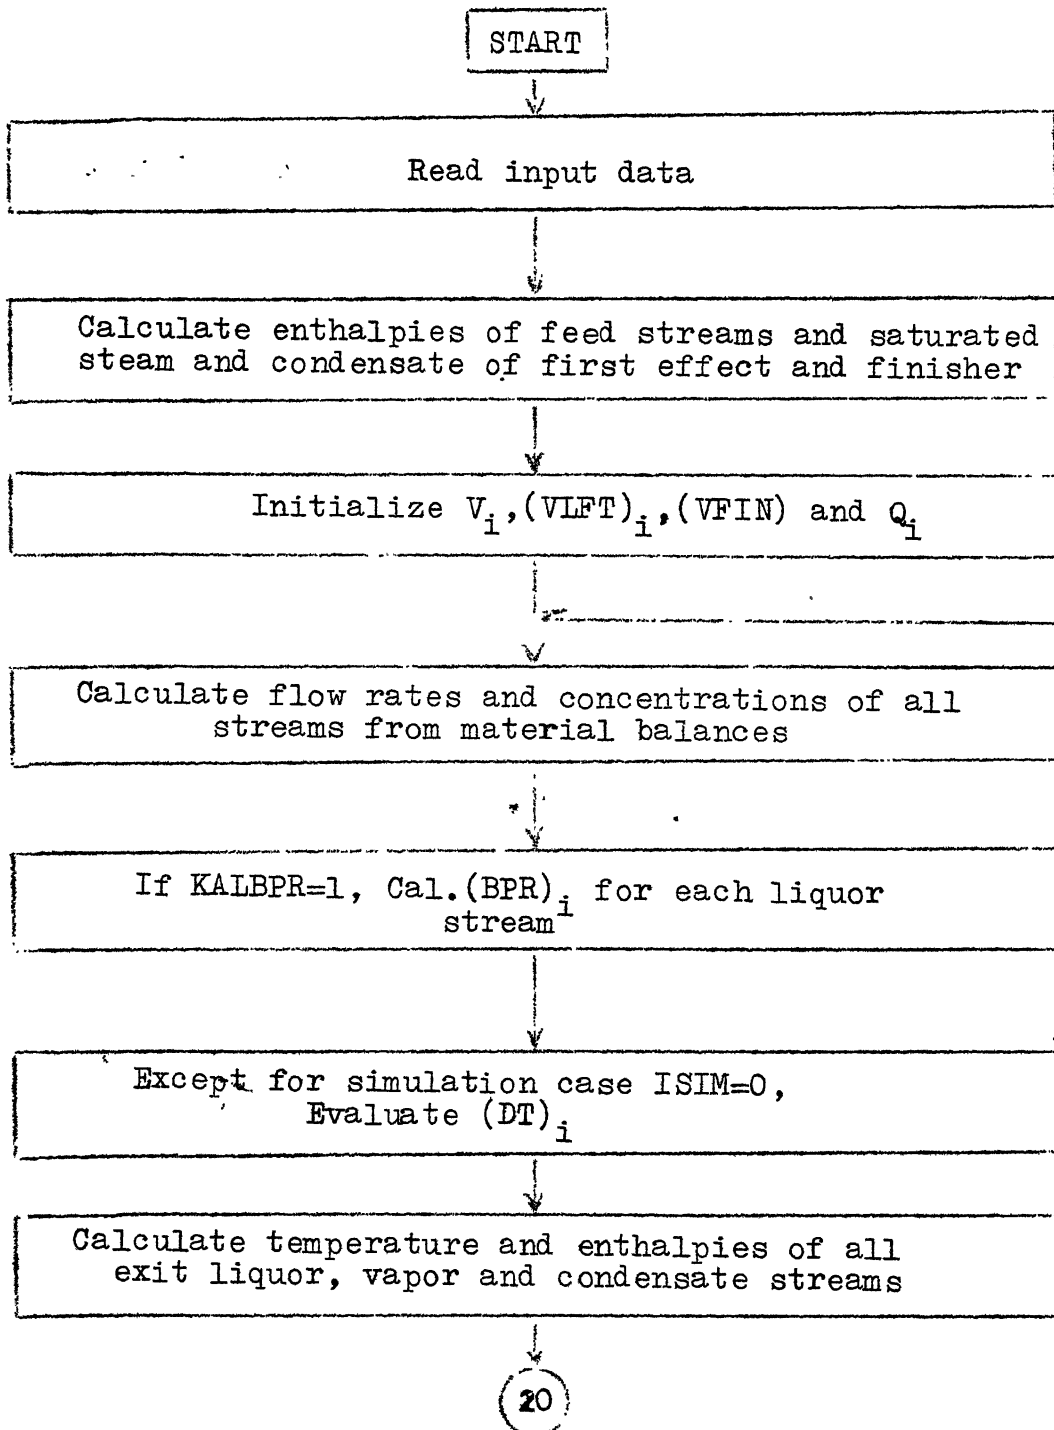 START
Read input data
Calculate enthalpies of feed streams and saturated
steam and condensate of first effect and finisher
Initialize V_i,(VLFT)_i,(VFIN) and Q_i
Calculate flow rates and concentrations of all
streams from material balances
If KALBPR=1, Cal.(BPR)_i for each liquor
stream
Except for simulation case ISIM=0,
Evaluate (DT)_i
Calculate temperature and enthalpies of all
exit liquor, vapor and condensate streams
20